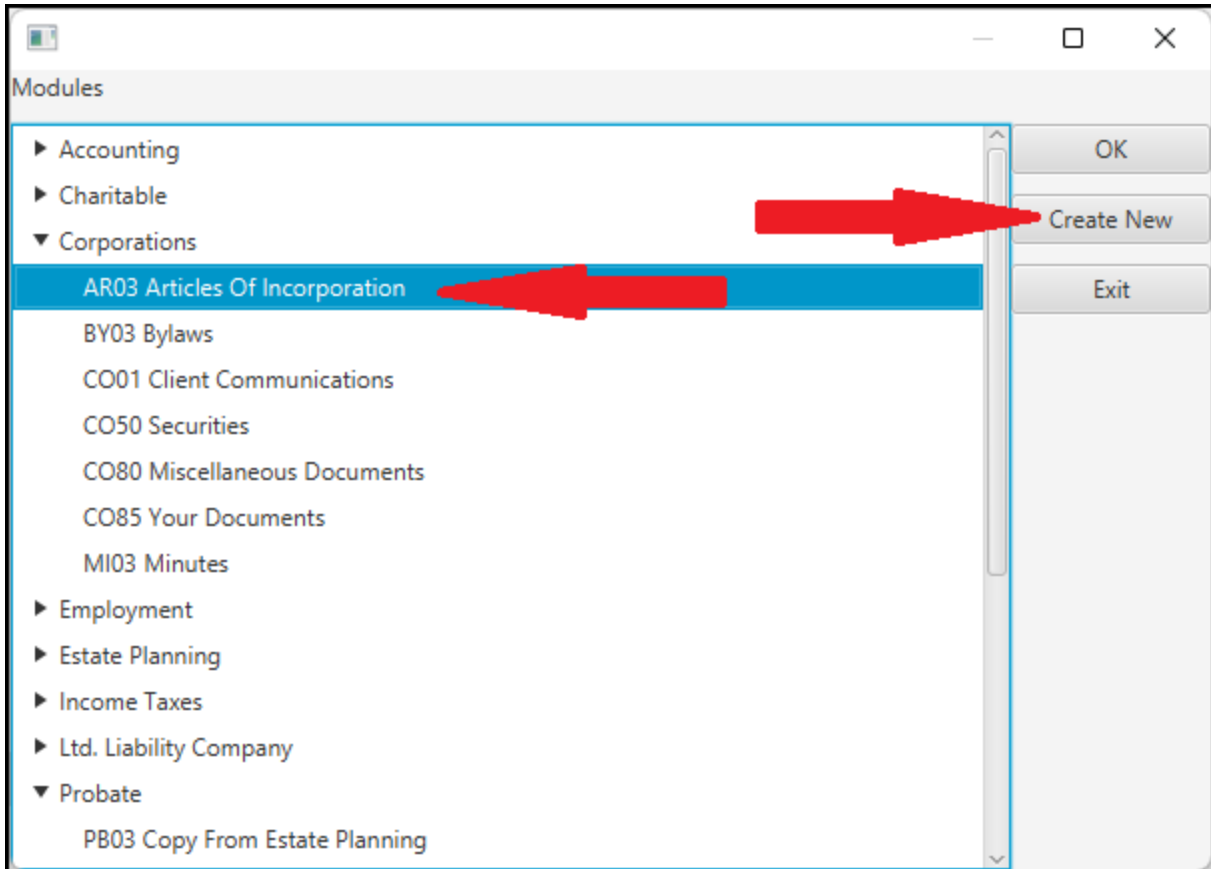 Modules
Accounting
Charitable
Corporations
AR03 Articles Of Incorporation
BY03 Bylaws
CO01 Client Communications
CO50 Securities
CO80 Miscellaneous Documents
CO85 Your Documents
MI03 Minutes
Employment
Estate Planning
Income Taxes
Ltd. Liability Company
Probate
PB03 Copy From Estate Planning
OK
Create New
Exit